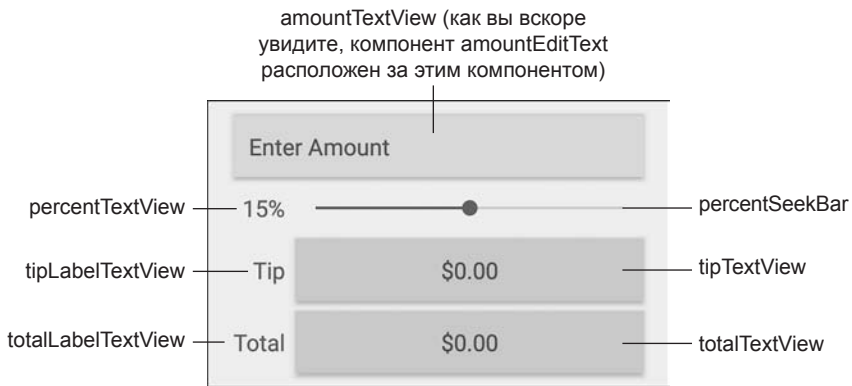 amountTextView (как вы вскоре
увидите, компонент amountEditText
расположен за этим компонентом)
Enter Amount
percentTextView
15%
percentSeekBar
tipLabelTextView
Tip
$0.00
tipTextView
totalLabelTextView
Total
$0.00
totalTextView